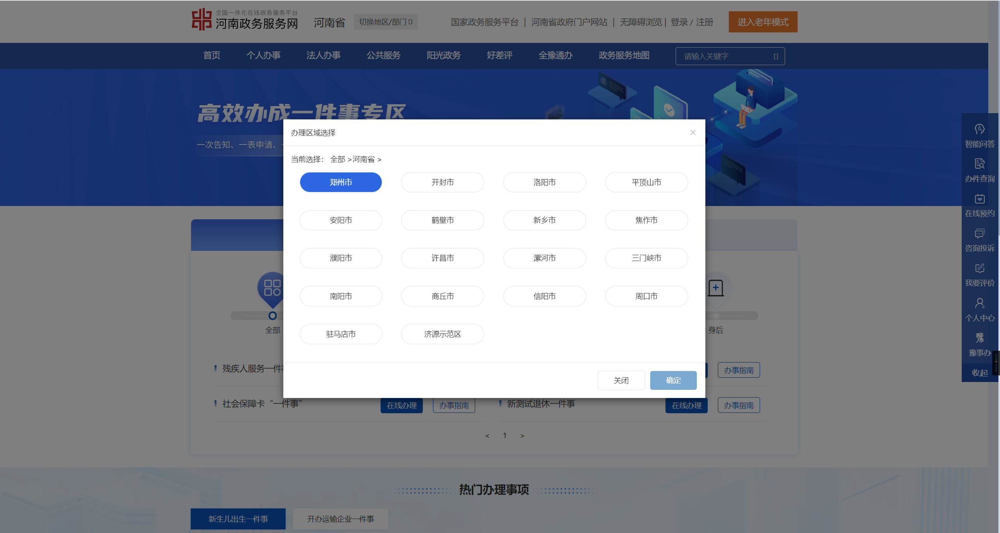 全国一体化在线政务服务平台
河南政务服务网
河南省
切换地区/部门
国家政务服务平台 | 河南省政府门户网站 | 无障碍浏览 | 登录 / 注册
进入老年模式
首页 个人办事 法人办事 公共服务 阳光政务 好差评 全豫通办 政务服务地图
请输入关键字
高效办成一件事专区
一次告知、一表申请、
办理区域选择
×
当前选择： 全部 >河南省 >
郑州市 开封市 洛阳市 平顶山市
安阳市 鹤壁市 新乡市 焦作市
濮阳市 许昌市 漯河市 三门峡市
南阳市 商丘市 信阳市 周口市
驻马店市 济源示范区
关闭 确定
全部
身后
残疾人服务一件
办事指南
社会保障卡“一件事”
在线办理 办事指南
新测试退休一件事
在线办理 办事指南
< 1 >
热门办理事项
新生儿出生一件事 开办运输企业一件事
智能问答
办件查询
在线预约
咨询投诉
我要评价
个人中心
豫事办
收起